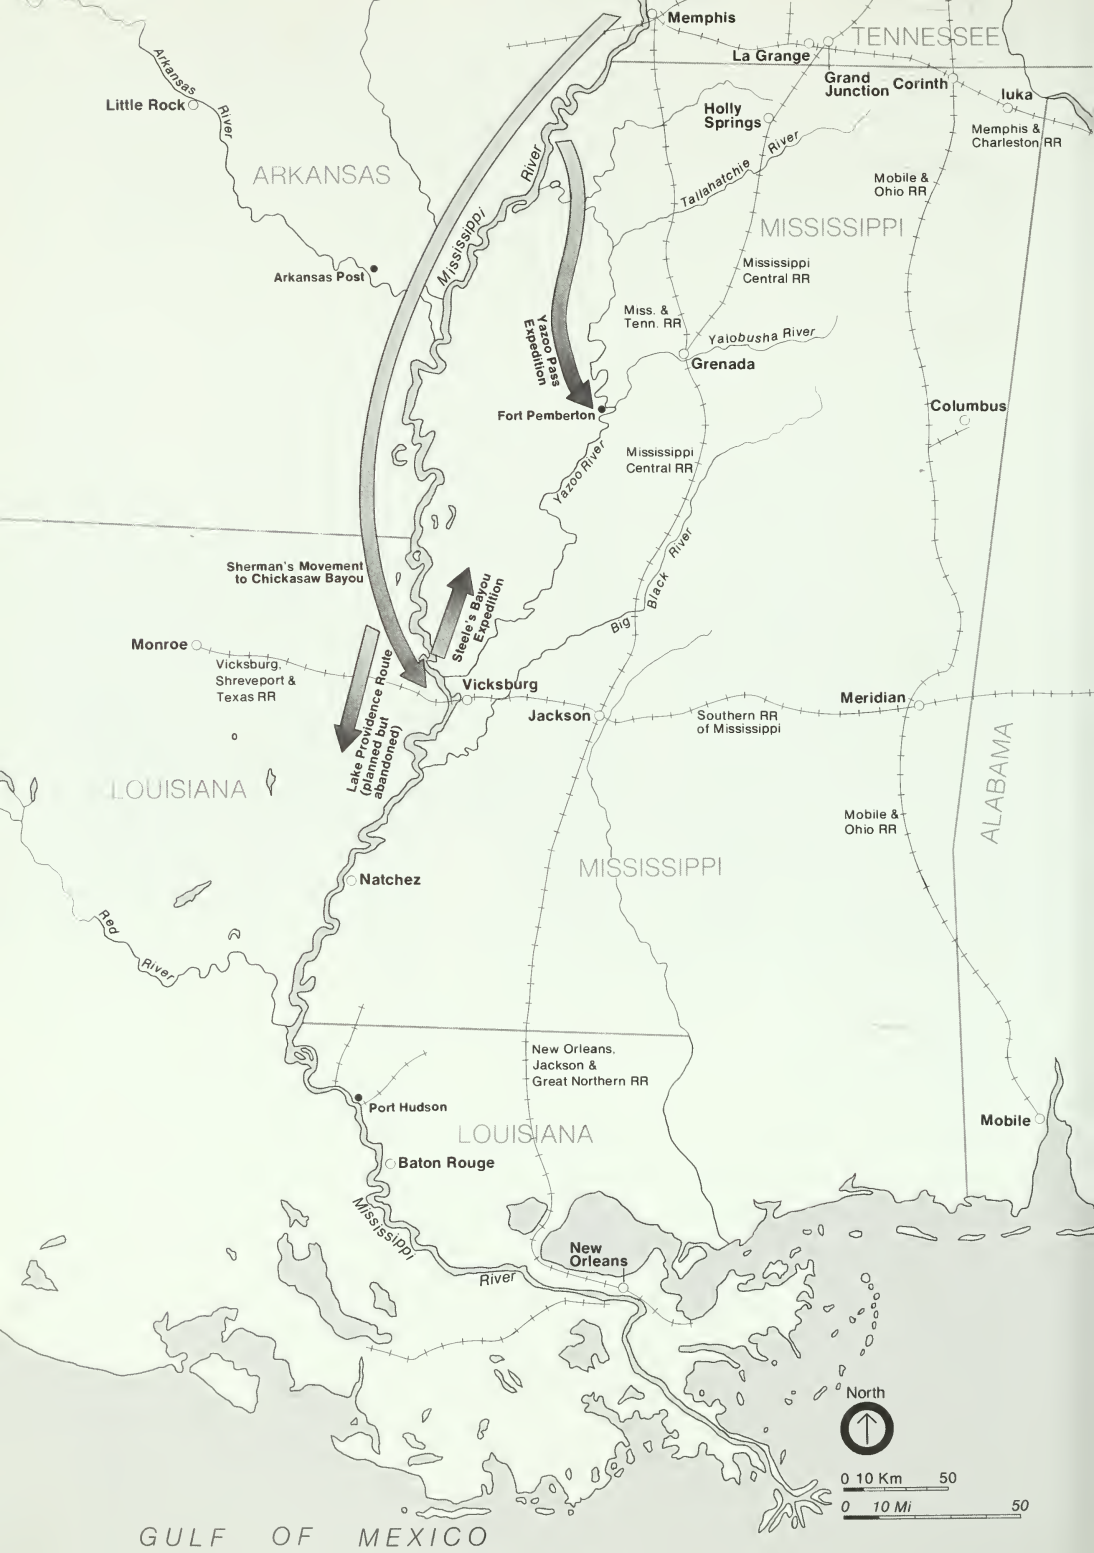 Memphis
TENNESSEE
La Grange
Grand
Junction
Corinth
Iuka
Arkansas
River
Little Rock
Holly
Springs
Memphis &
Charleston RR
River
Tallahatchie River
ARKANSAS
Mobile &
Ohio RR
Mississippi
MISSISSIPPI
Arkansas Post
Mississippi
Central RR
Miss. &
Tenn. RR
Yazoo Pass
Expedition
Yalobusha River
Grenada
Fort Pemberton
Columbus
Mississippi
Central RR
Yazoo River
Sherman's Movement
to Chickasaw Bayou
Steele's Bayou
Expedition
Big Black River
Monroe
Vicksburg,
Shreveport &
Texas RR
Lake Providence Route
(planned but
abandoned)
Vicksburg
Jackson
Southern RR
of Mississippi
Meridian
LOUISIANA
ALABAMA
Mobile &
Ohio RR
MISSISSIPPI
Natchez
Red
River
New Orleans,
Jackson &
Great Northern RR
Port Hudson
LOUISIANA
Mobile
Baton Rouge
Mississippi
River
New
Orleans
North
0 10 Km 50
0 10 Mi 50
GULF OF MEXICO